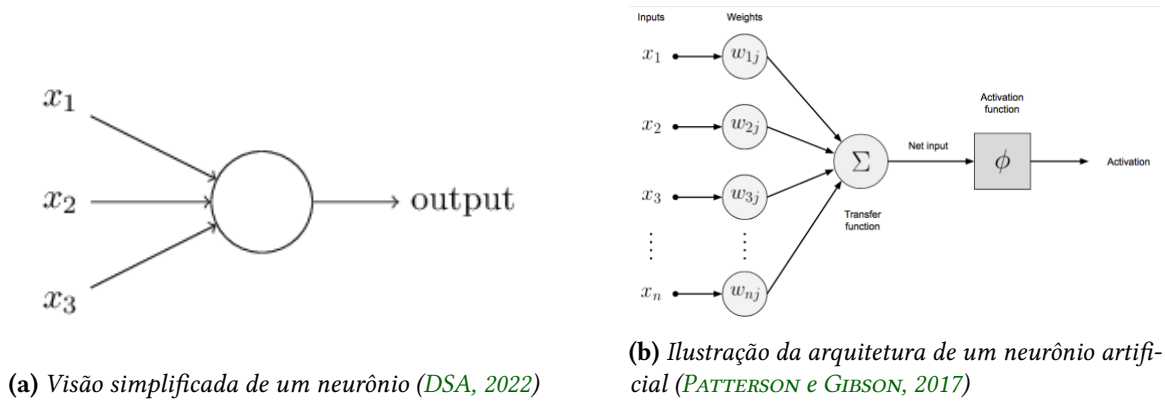 x₁
x₂
x₃
output
(a) Visão simplificada de um neurônio (DSA, 2022)
Inputs Weights
x₁ w₁ⱼ
x₂ w₂ⱼ
x₃ w₃ⱼ
xₙ wₙⱼ
Σ
Transfer
function
Net input
Activation
function
ϕ
Activation
(b) Ilustração da arquitetura de um neurônio artifi-
cial (PATTERSON e GIBSON, 2017)